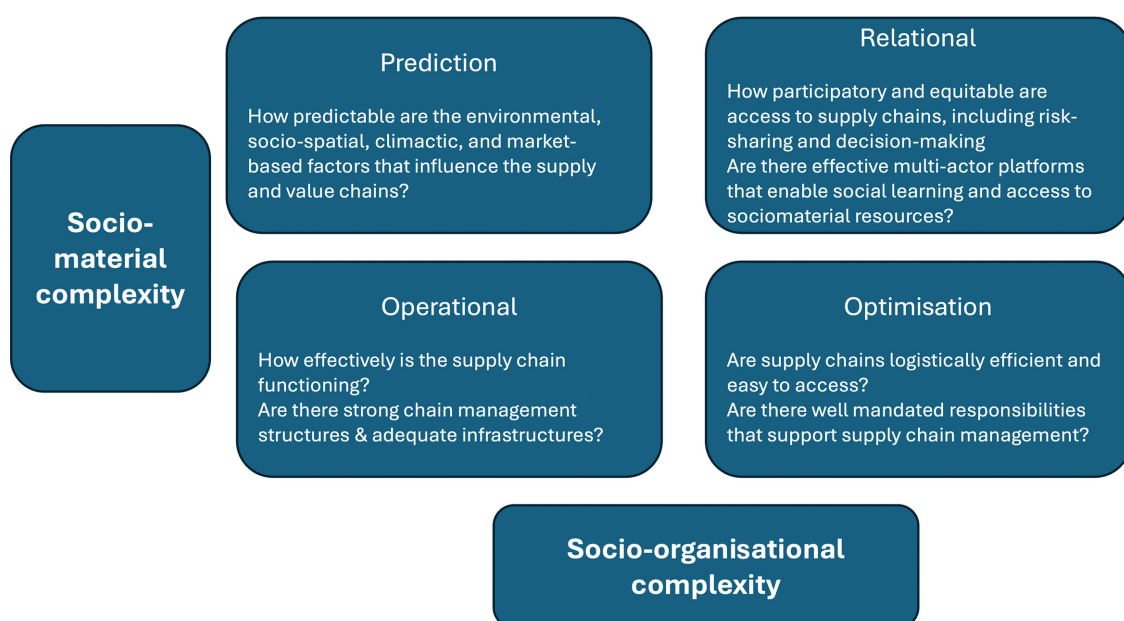 Prediction
How predictable are the environmental,
socio-spatial, climactic, and market-
based factors that influence the supply
and value chains?
Relational
How participatory and equitable are
access to supply chains, including risk-
sharing and decision-making
Are there effective multi-actor platforms
that enable social learning and access to
sociomaterial resources?
Socio-
material
complexity
Operational
How effectively is the supply chain
functioning?
Are there strong chain management
structures & adequate infrastructures?
Optimisation
Are supply chains logistically efficient and
easy to access?
Are there well mandated responsibilities
that support supply chain management?
Socio-organisational
complexity